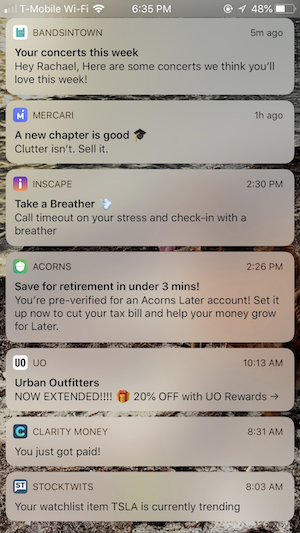 T-Mobile Wi-Fi 6:35 PM 48%
BANDSINTOWN 5m ago
Your concerts this week
Hey Rachael, Here are some concerts we think you'll
love this week!
MERCARI 1h ago
A new chapter is good 🎓
Clutter isn't. Sell it.
INSCAPE 2:30 PM
Take a Breather 💨
Call timeout on your stress and check-in with a
breather
ACORNS 2:26 PM
Save for retirement in under 3 mins!
You're pre-verified for an Acorns Later account! Set it
up now to cut your tax bill and help your money grow
for Later.
UO UO 10:13 AM
Urban Outfitters
NOW EXTENDED!!!! 🎁 20% OFF with UO Rewards →
CLARITY MONEY 8:31 AM
You just got paid!
ST STOCKTWITS 8:03 AM
Your watchlist item TSLA is currently trending